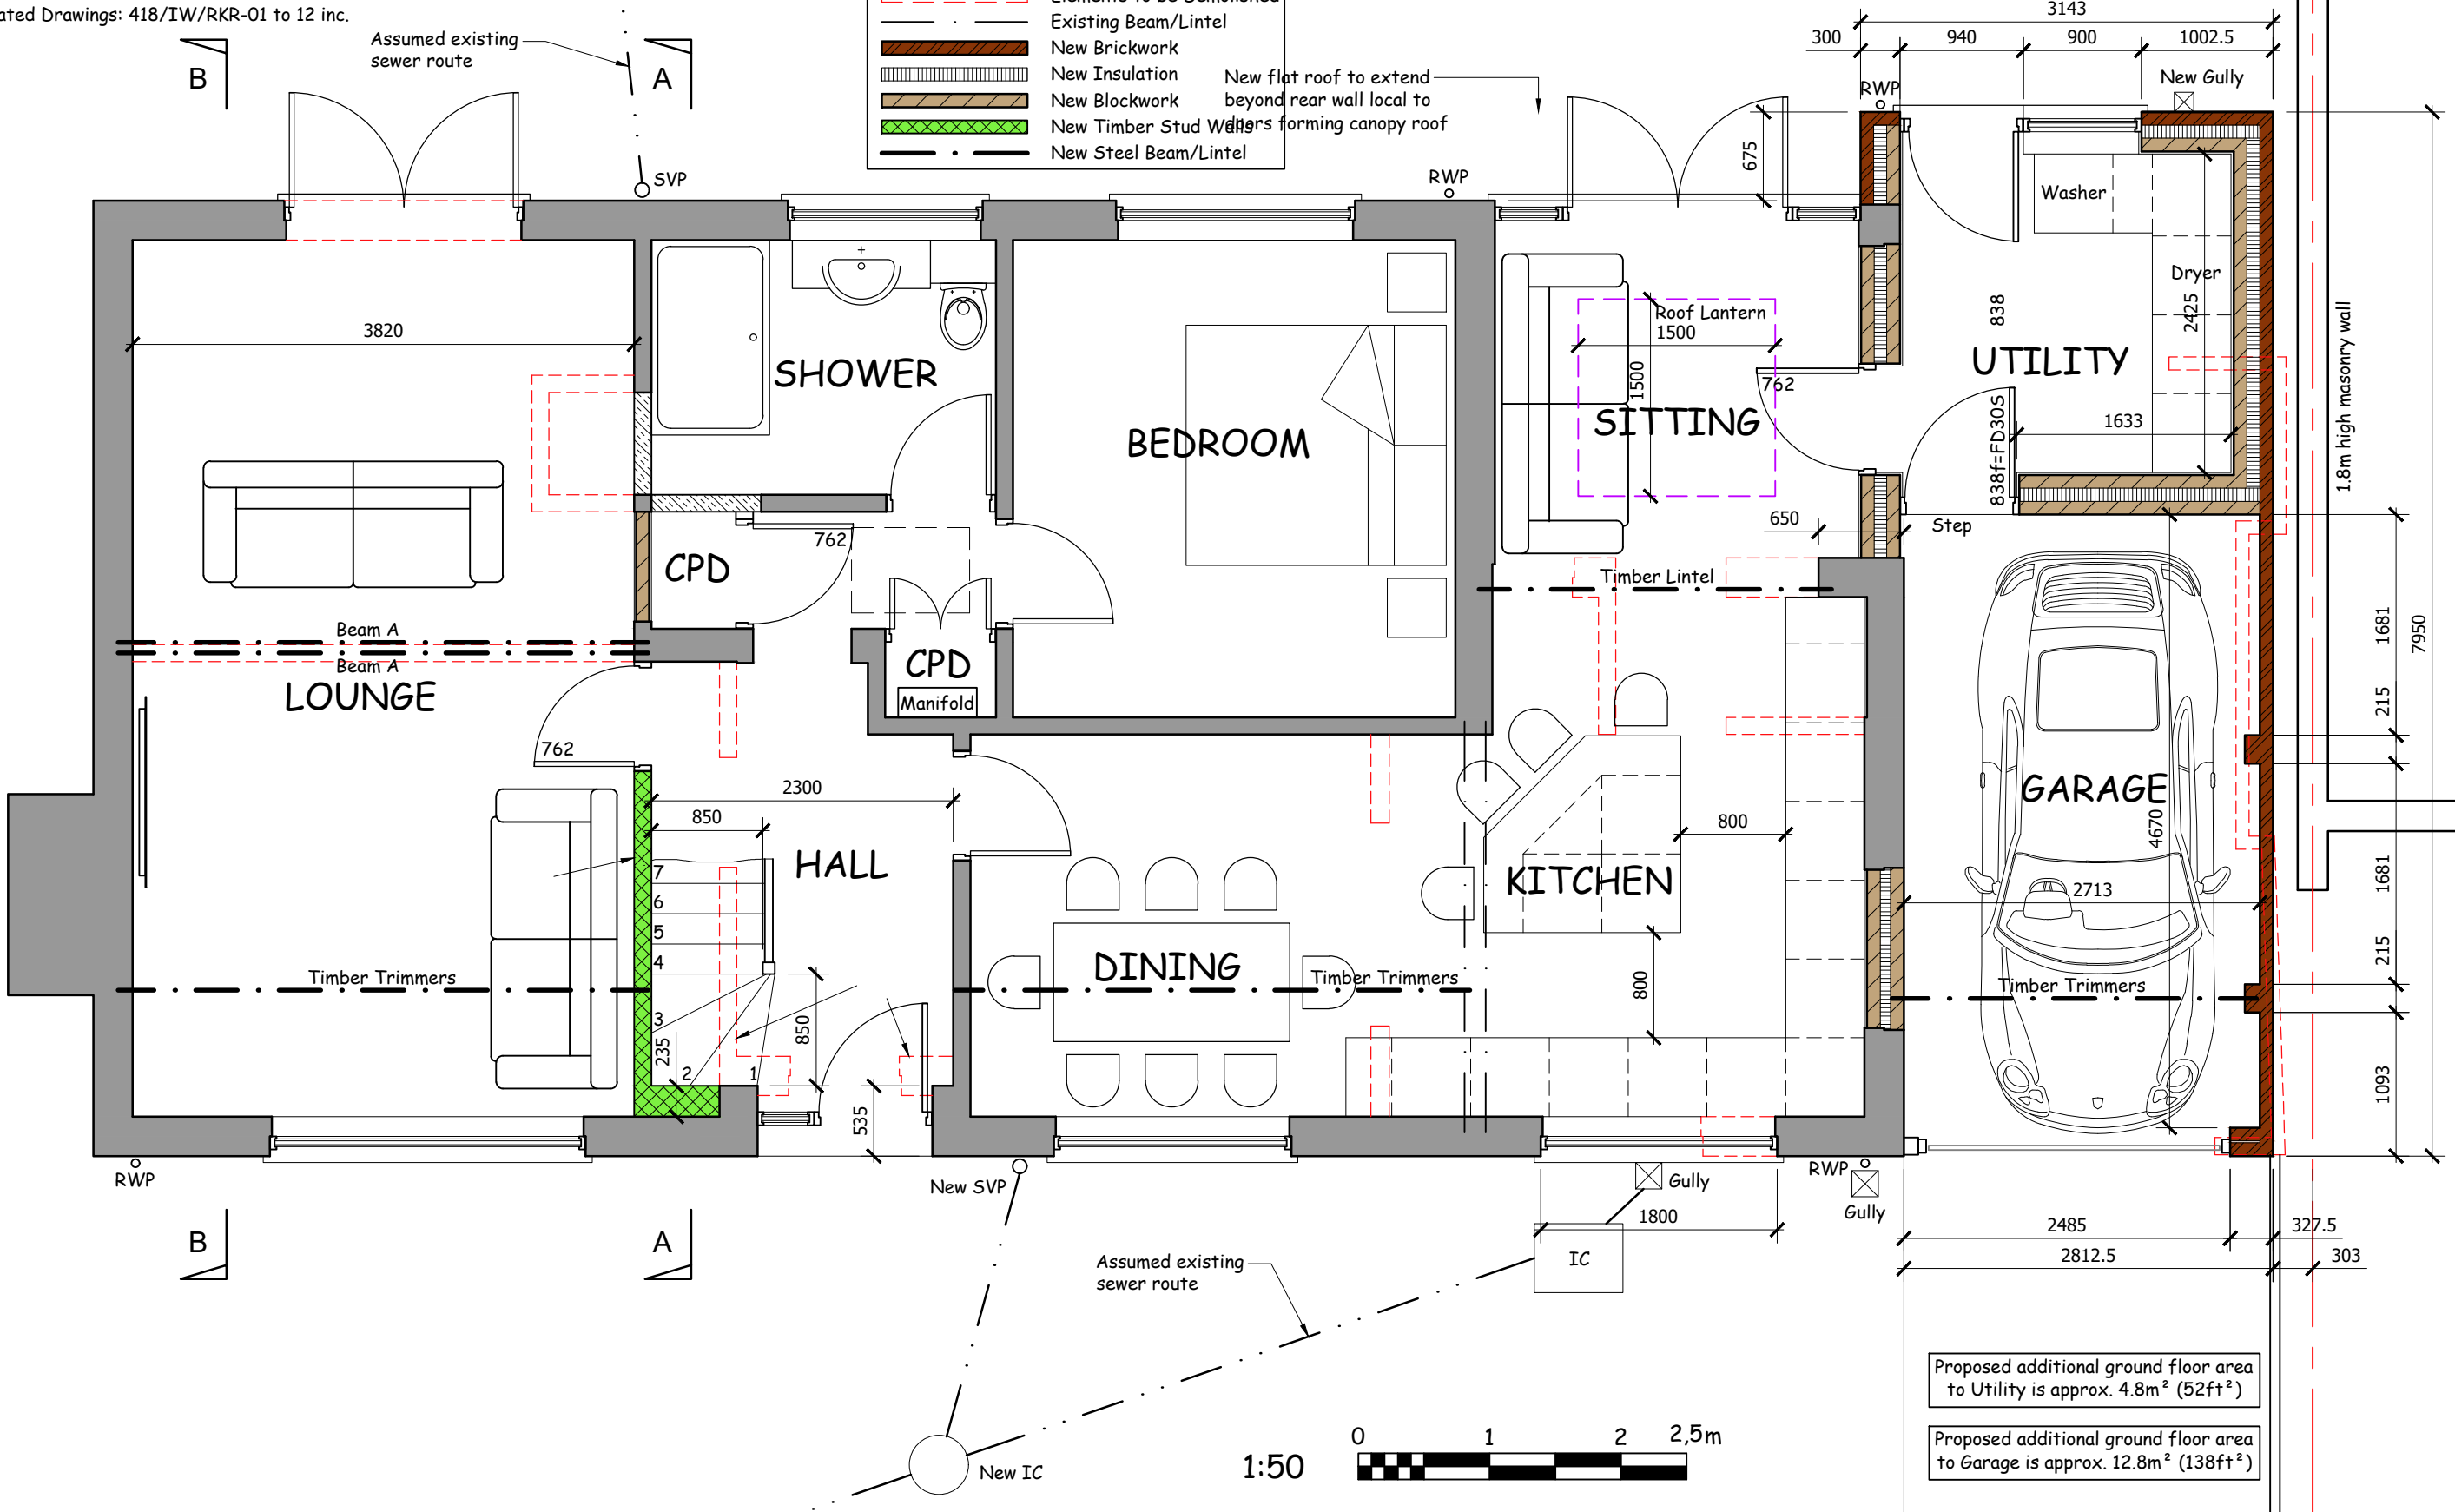 ated Drawings: 418/IW/RKR-01 to 12 inc.
Elements to be Demolished
Existing Beam/Lintel
New Brickwork
New Insulation
New Blockwork
New Timber Stud Walls
New Steel Beam/Lintel
B
A
Assumed existing
sewer route
SVP
New flat roof to extend
beyond rear wall local to
doors forming canopy roof
RWP
675
3143
300
940
900
1002.5
RWP
New Gully
3820
SHOWER
BEDROOM
Roof Lantern
1500
1500
SITTING
762
Washer
Dryer
2425
838
UTILITY
1633
838f=FD30S
1.8m high masonry wall
650
Step
CPD
762
Timber Lintel
Beam A
Beam A
LOUNGE
CPD
Manifold
762
2300
850
HALL
7
6
5
4
3
2
1
235
850
535
DINING
Timber Trimmers
Timber Trimmers
KITCHEN
800
800
GARAGE
4670
2713
Timber Trimmers
1681
215
7950
1681
215
1093
RWP
New SVP
RWP
Gully
Gully
1800
IC
B
A
Assumed existing
sewer route
New IC
2485
327.5
2812.5
303
Proposed additional ground floor area
to Utility is approx. 4.8m² (52ft²)
Proposed additional ground floor area
to Garage is approx. 12.8m² (138ft²)
1:50
0
1
2
2,5m